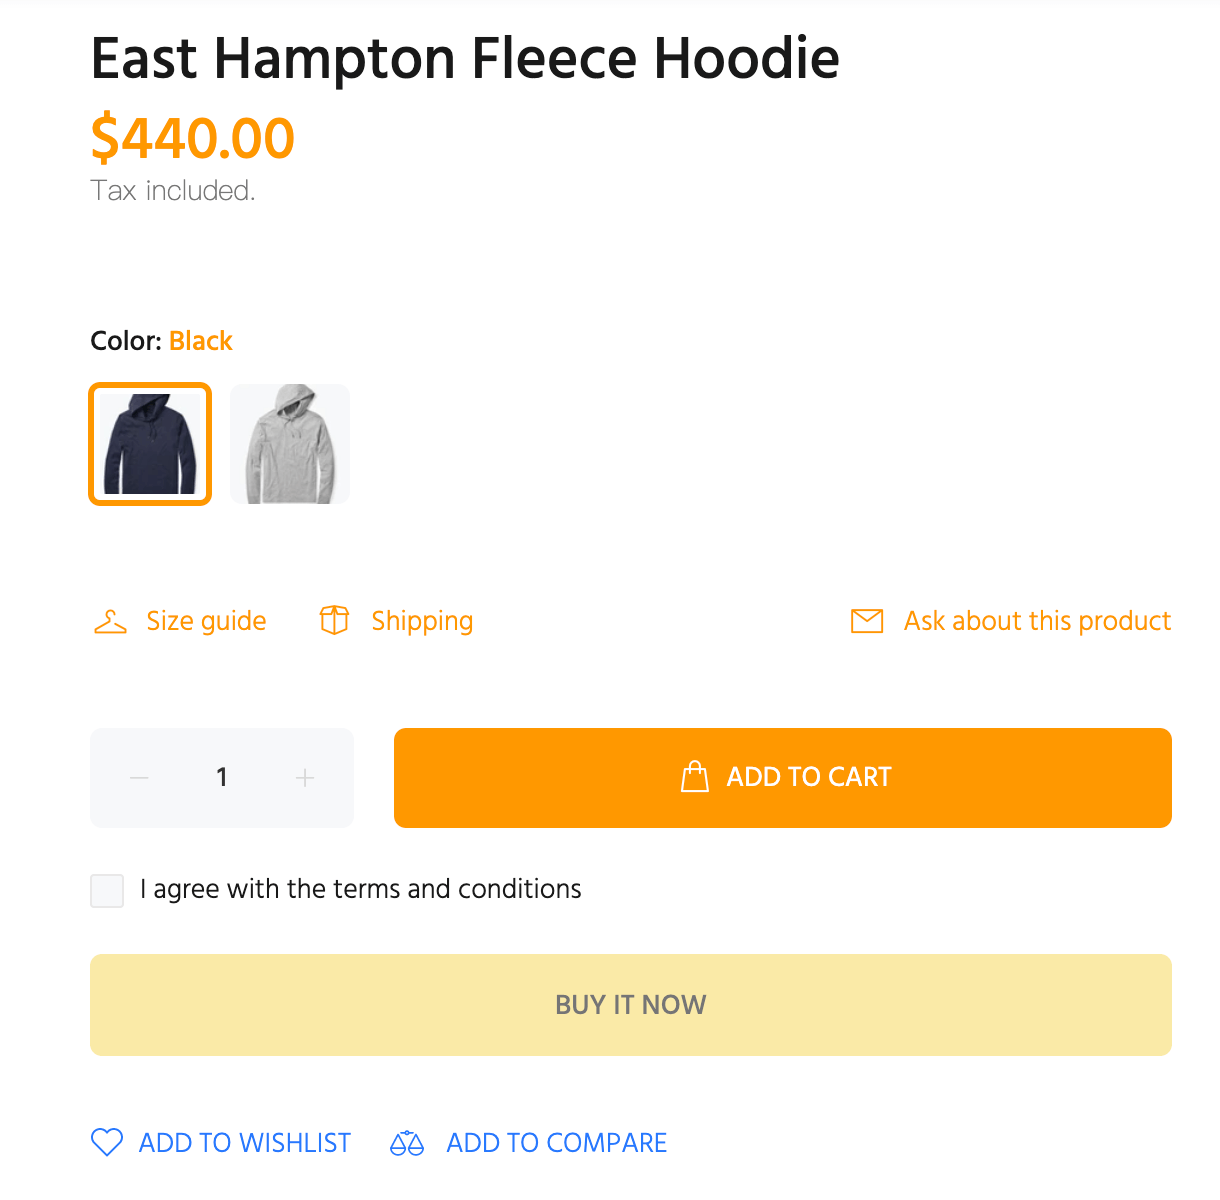 East Hampton Fleece Hoodie
$440.00
Tax included.
Color: Black
Size guide Shipping Ask about this product
1 ADD TO CART
I agree with the terms and conditions
BUY IT NOW
ADD TO WISHLIST ADD TO COMPARE